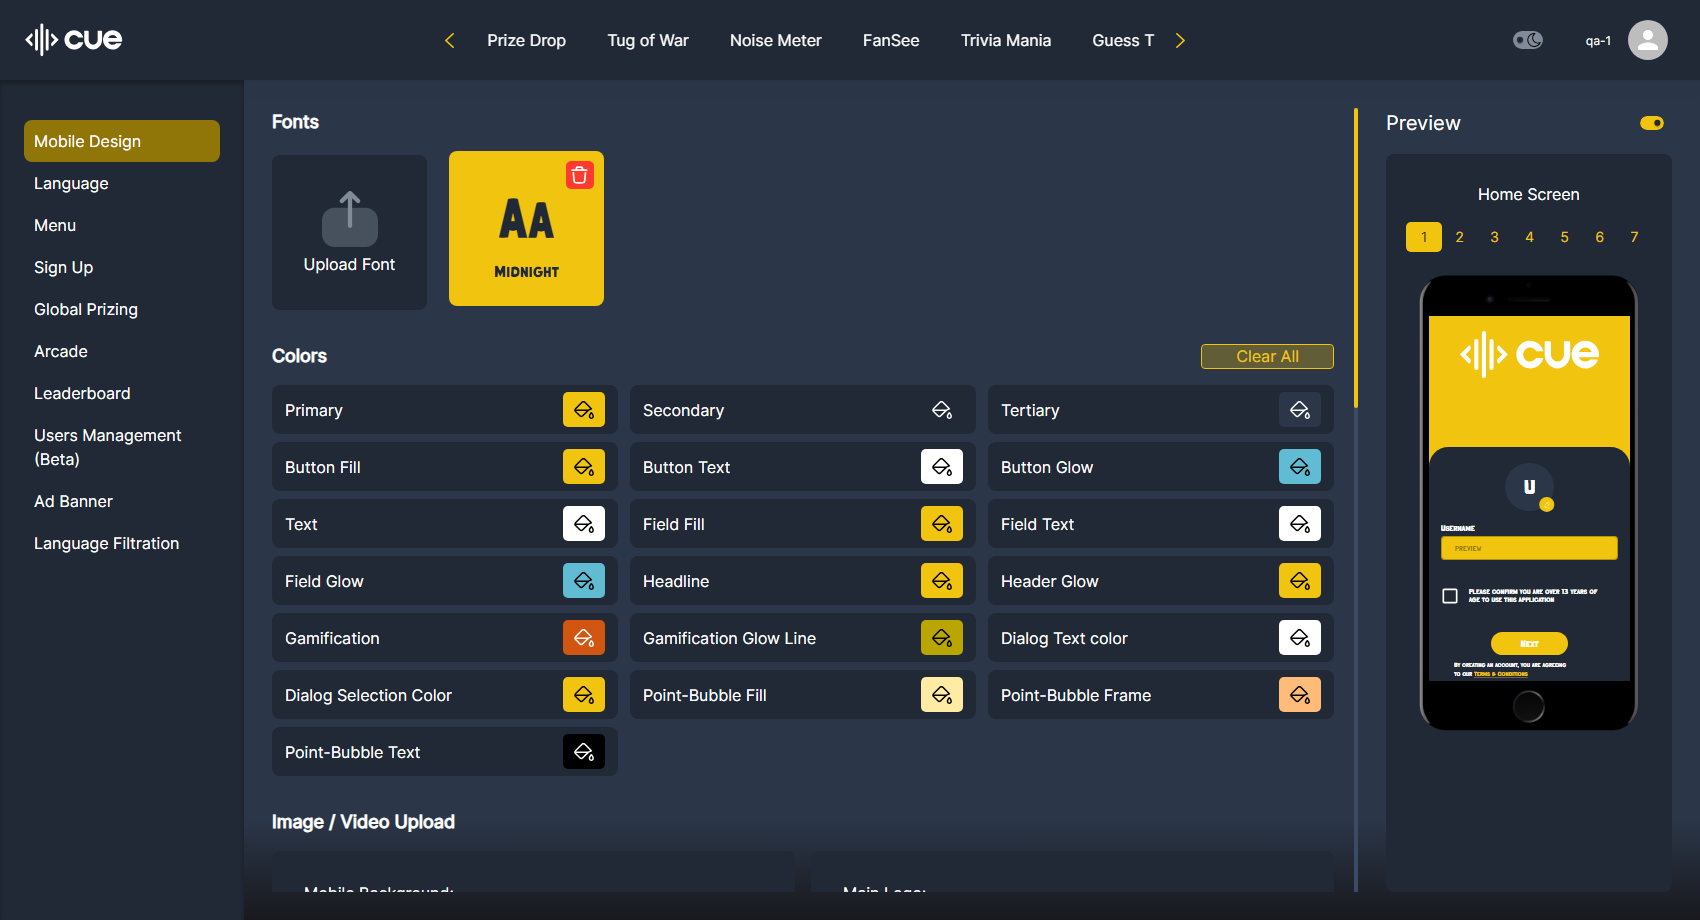 cue
Prize Drop
Tug of War
Noise Meter
FanSee
Trivia Mania
Guess T
qa-1
Mobile Design
Language
Menu
Sign Up
Global Prizing
Arcade
Leaderboard
Users Management
(Beta)
Ad Banner
Language Filtration
Fonts
Upload Font
AA
MIDNIGHT
Colors
Clear All
Primary
Secondary
Tertiary
Button Fill
Button Text
Button Glow
Text
Field Fill
Field Text
Field Glow
Headline
Header Glow
Gamification
Gamification Glow Line
Dialog Text color
Dialog Selection Color
Point-Bubble Fill
Point-Bubble Frame
Point-Bubble Text
Image / Video Upload
Mobile Background:
Main Logo:
Preview
Home Screen
1 2 3 4 5 6 7
cue
U
USERNAME
PREVIEW
PLEASE CONFIRM YOU ARE OVER 13 YEARS OF
AGE TO USE THIS APPLICATION
NEXT
BY CREATING AN ACCOUNT, YOU ARE AGREEING
TO OUR TERMS & CONDITIONS